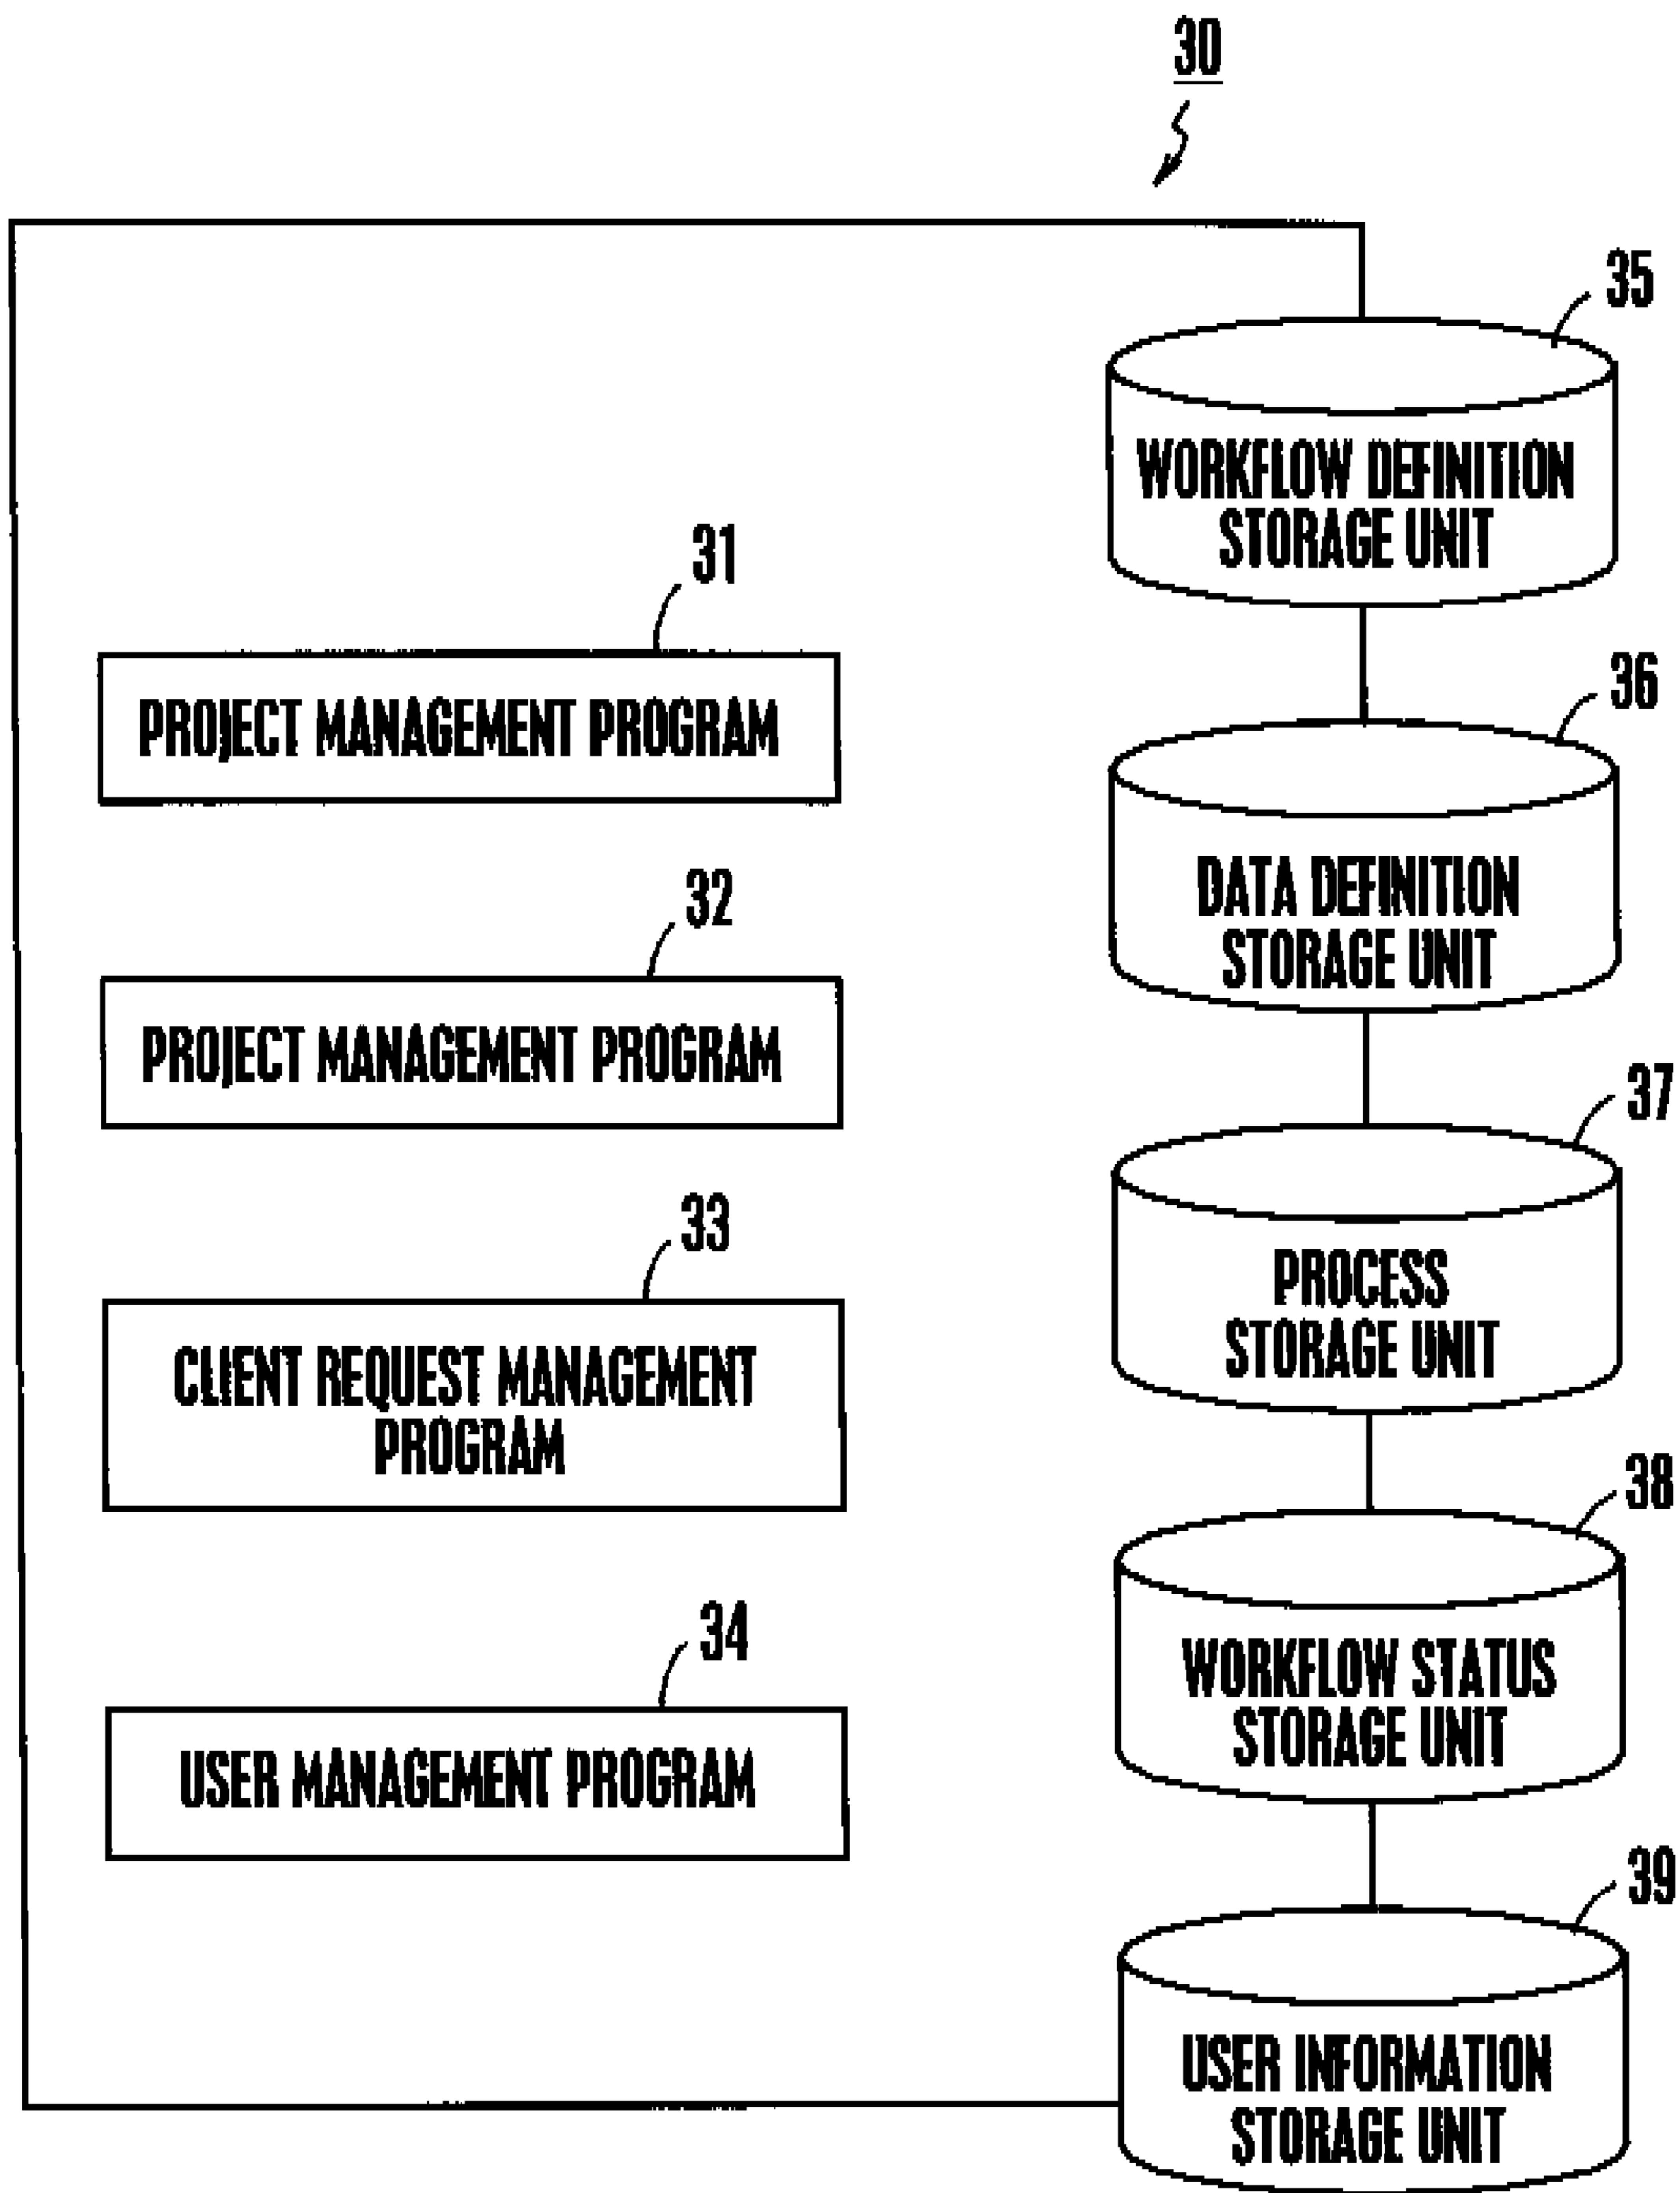 30
35
WORKFLOW DEFINITION
STORAGE UNIT
31
PROJECT MANAGEMENT PROGRAM
36
DATA DEFINITION
STORAGE UNIT
32
PROJECT MANAGEMENT PROGRAM
37
PROCESS
STORAGE UNIT
33
CLIENT REQUEST MANAGEMENT
PROGRAM
38
WORKFLOW STATUS
STORAGE UNIT
34
USER MANAGEMENT PROGRAM
39
USER INFORMATION
STORAGE UNIT